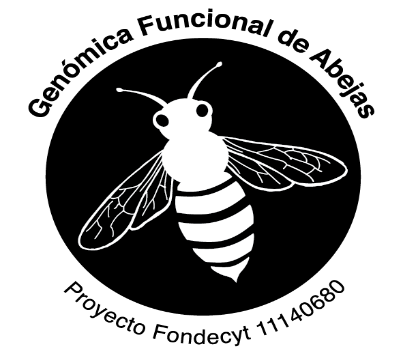 Genómica Funcional de Abejas
Proyecto Fondecyt 11140680